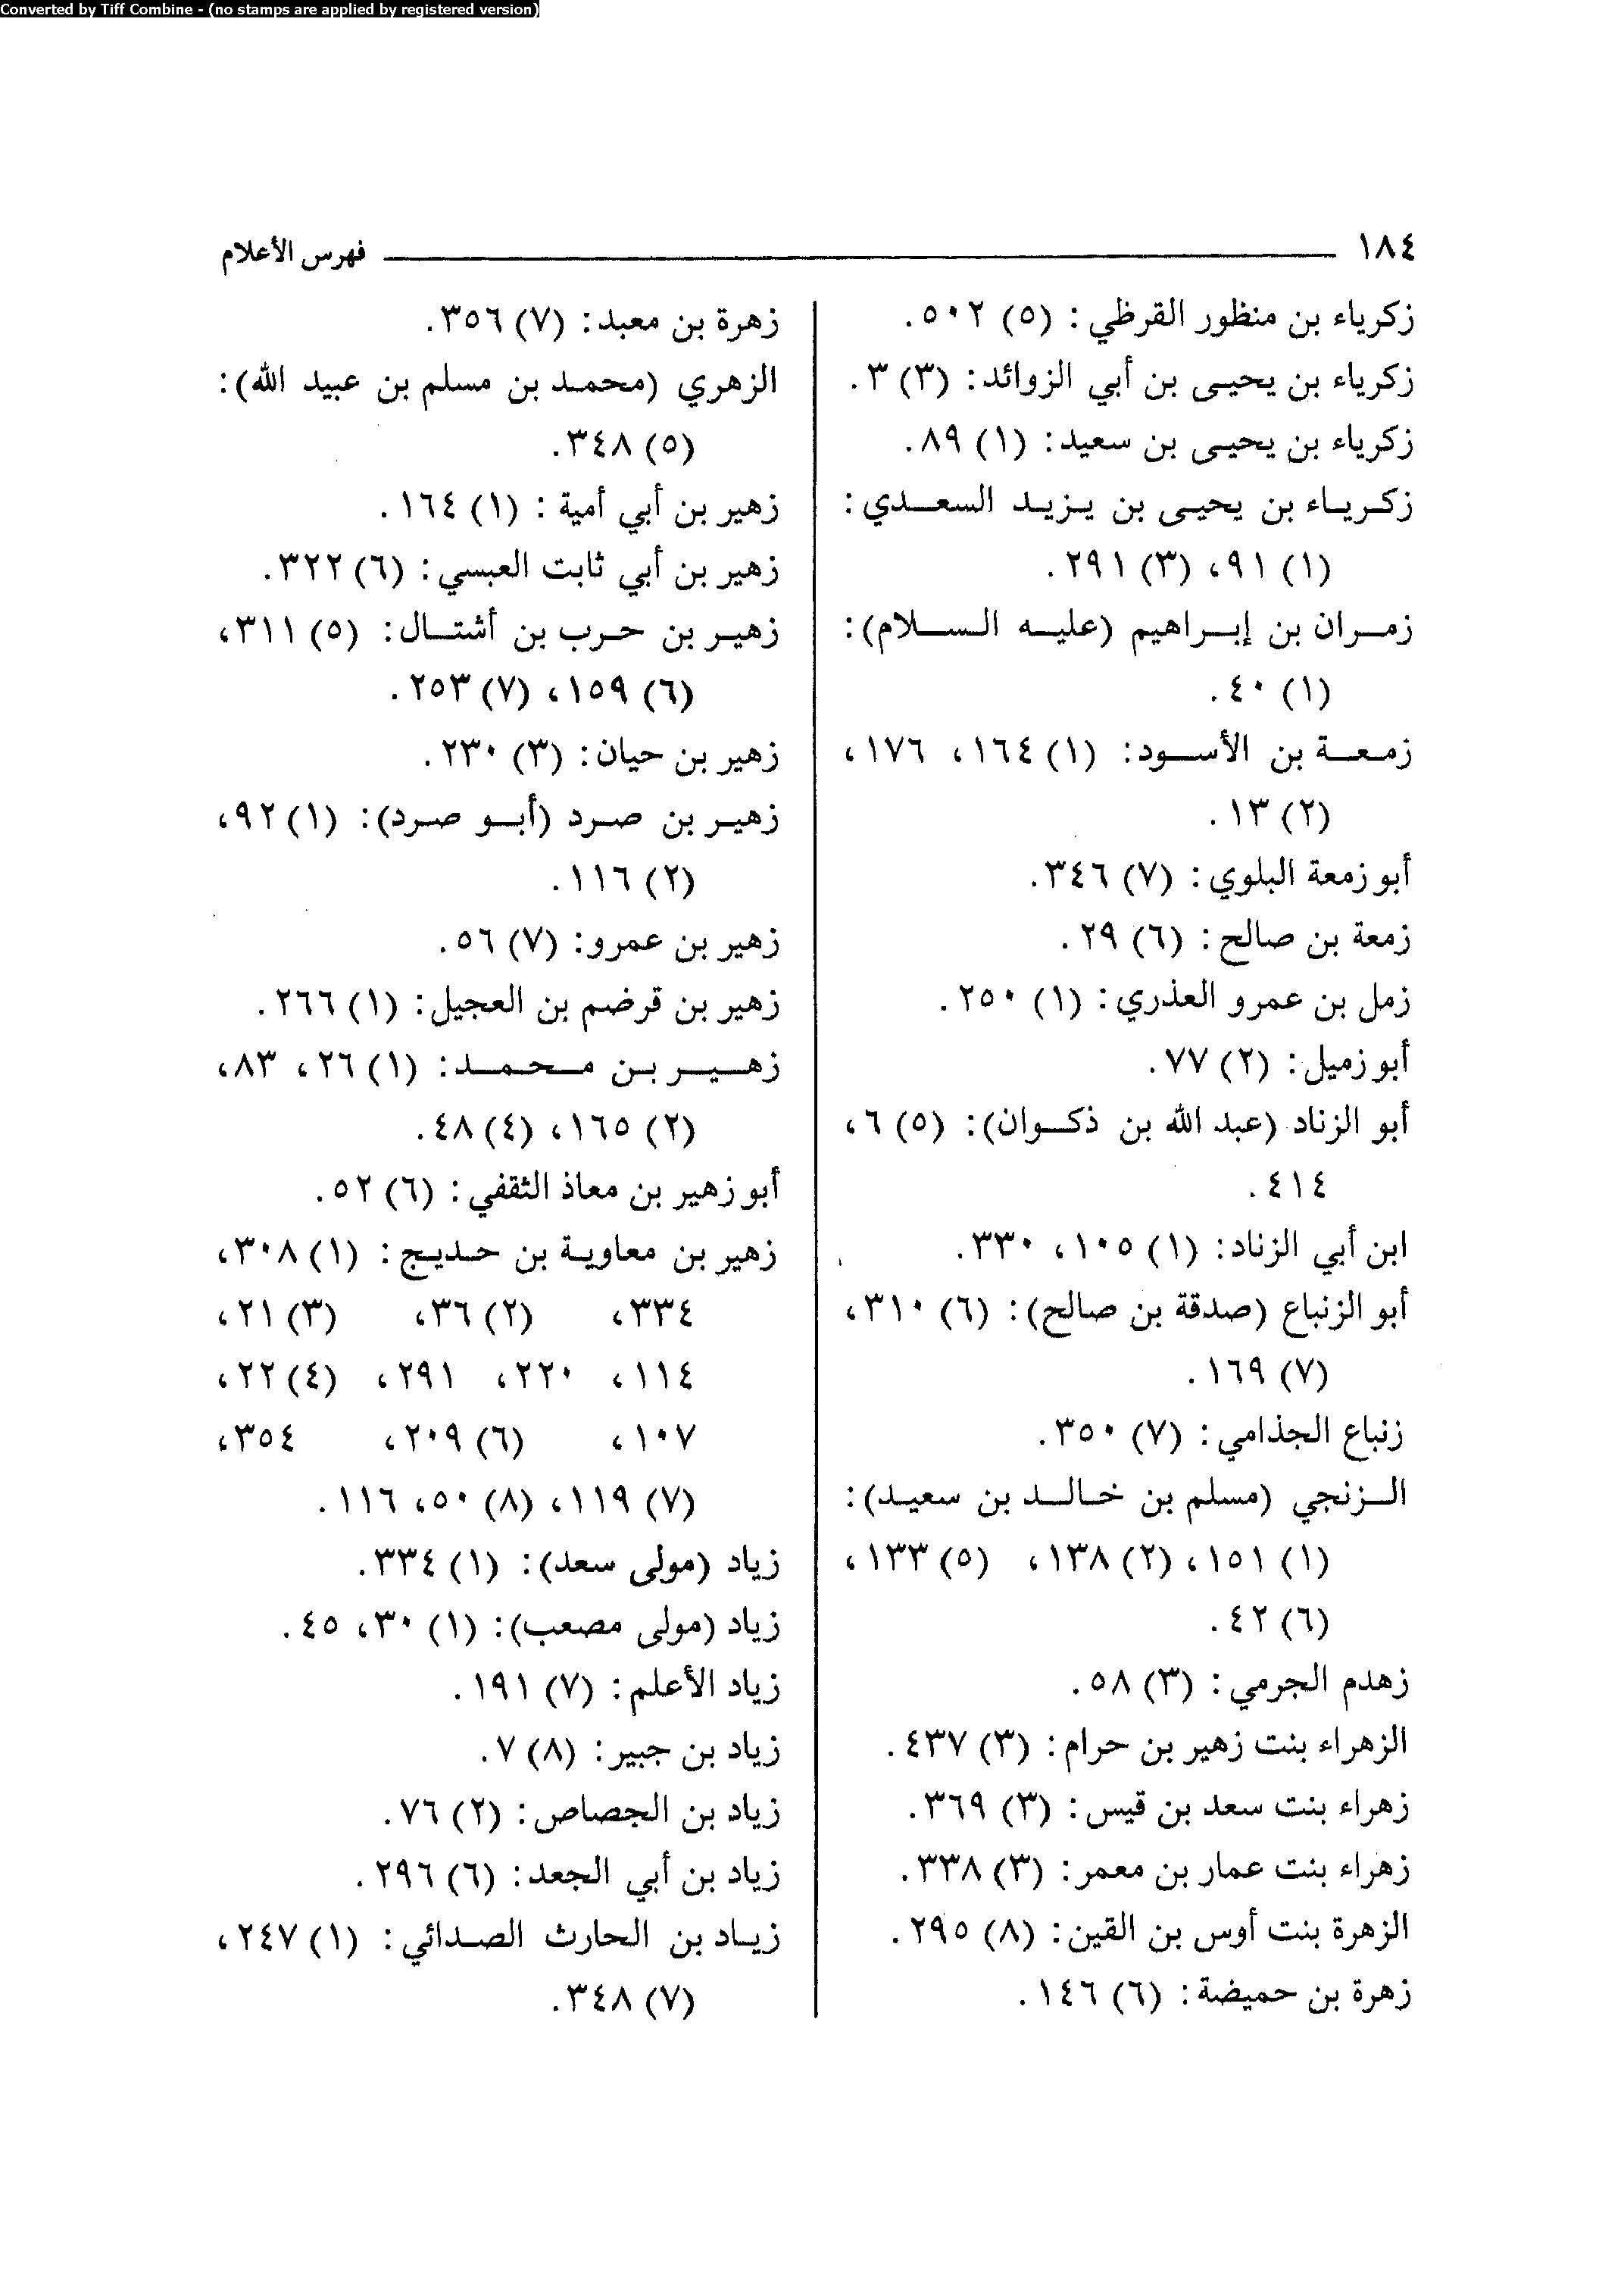 Converted by Tiff Combine - (no stamps are applied by registered version)
١٨٤ فهرس الأعلام
زكرياء بن منظور القرظي: (٥) ٥٠٢.
زكرياء بن يحيى بن أبي الزوائد: (٣) ٣.
زكرياء بن يحيى بن سعيد: (١) ٨٩.
زكرياء بن يحيى بن يزيد السعدي:
(١) ٩١، (٣) ٢٩١.
زمران بن إبراهيم (عليه السلام):
(١) ٤٠.
زمعة بن الأسود: (١) ١٦٤، ١٧٦،
(٢) ١٣.
أبو زمعة البلوي: (٧) ٣٤٦.
زمعة بن صالح: (٦) ٢٩.
زمل بن عمرو العذري: (١) ٢٥٠.
أبو زميل: (٢) ٧٧.
أبو الزناد (عبد الله بن ذكوان): (٥) ٦،
٤١٤.
ابن أبي الزناد: (١) ١٠٥، ٣٣٠.
أبو الزنباع (صدقة بن صالح): (٦) ٣١٠،
(٧) ١٦٩.
زنباع الجذامي: (٧) ٣٥٠.
الزنجي (مسلم بن خالد بن سعيد):
(١) ١٥١، (٢) ١٣٨، (٥) ١٣٣،
(٦) ٤٢.
زهدم الجرمي: (٣) ٥٨.
الزهراء بنت زهير بن حرام: (٣) ٤٣٧.
زهراء بنت سعد بن قيس: (٣) ٣٦٩.
زهراء بنت عمار بن معمر: (٣) ٣٣٨.
الزهرة بنت أوس بن القين: (٨) ٢٩٥.
زهرة بن حميضة: (٦) ١٤٦.
زهرة بن معبد: (٧) ٣٥٦.
الزهري (محمد بن مسلم بن عبيد الله):
(٥) ٣٤٨.
زهير بن أبي أمية: (١) ١٦٤.
زهير بن أبي ثابت العبسي: (٦) ٣٢٢.
زهير بن حرب بن أشتال: (٥) ٣١١،
(٦) ١٥٩، (٧) ٢٥٣.
زهير بن حيان: (٣) ٢٣٠.
زهير بن صرد (أبو صرد): (١) ٩٢،
(٢) ١١٦.
زهير بن عمرو: (٧) ٥٦.
زهير بن قرضم بن العجيل: (١) ٢٦٦.
زهير بن محمد: (١) ٢٦، ٨٣،
(٢) ١٦٥، (٤) ٤٨.
أبو زهير بن معاذ الثقفي: (٦) ٥٢.
زهير بن معاوية بن حديج: (١) ٣٠٨،
٣٣٤، (٢) ٣٦، (٣) ٢١،
١١٤، ٢٢٠، ٢٩١، (٤) ٢٢،
١٠٧، (٦) ٢٠٩، ٣٥٤،
(٧) ١١٩، (٨) ٥٠، ١١٦.
زياد (مولى سعد): (١) ٣٣٤.
زياد (مولى مصعب): (١) ٣٠، ٤٥.
زياد الأعلم: (٧) ١٩١.
زياد بن جبير: (٨) ٧.
زياد بن الجصاص: (٢) ٧٦.
زياد بن أبي الجعد: (٦) ٢٩٦.
زياد بن الحارث الصدائي: (١) ٢٤٧،
(٧) ٣٤٨.